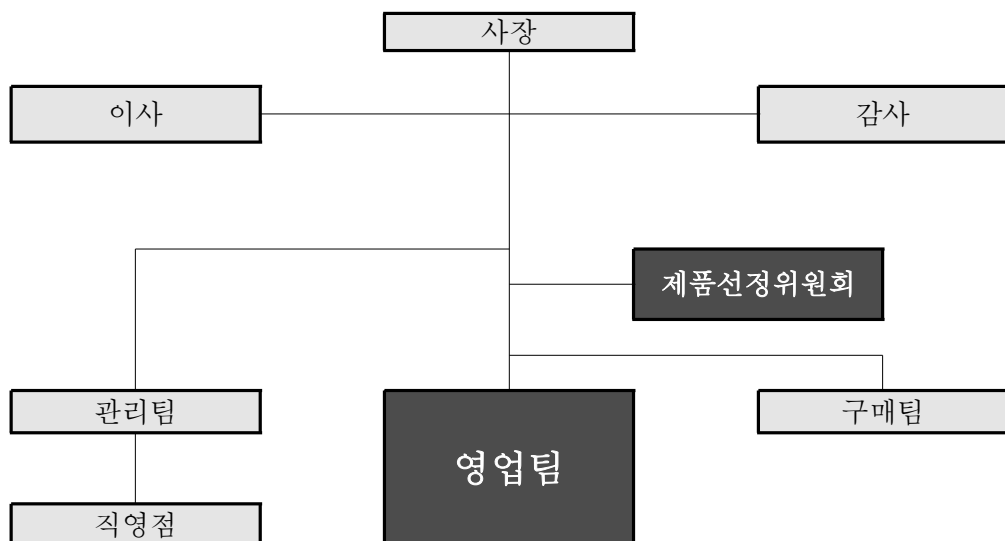 사장
이사
감사
제품선정위원회
관리팀
영업팀
구매팀
직영점